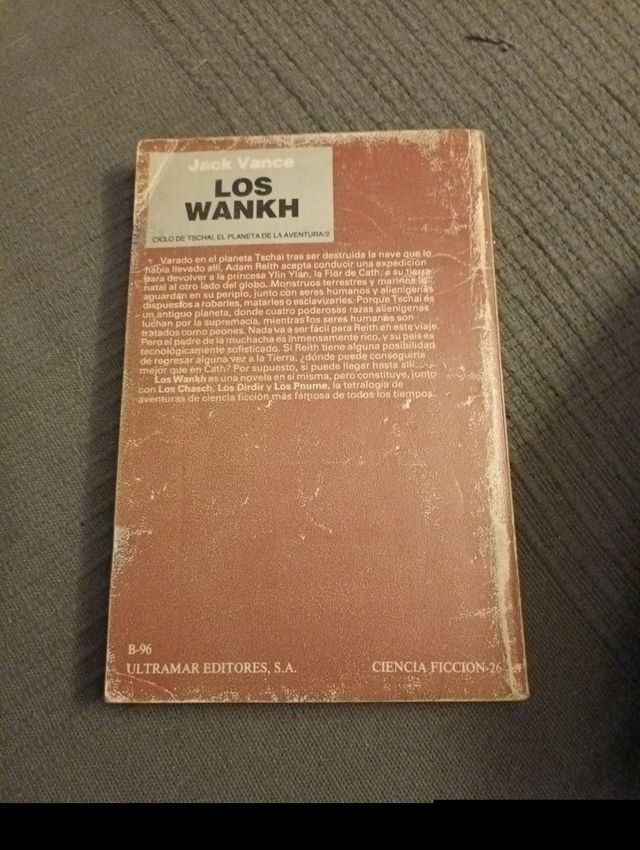 Jack Vance
LOS
WANKH
CICLO DE TSCHAI, EL PLANETA DE LA AVENTURA/2
Varado en el planeta Tschai tras ser destruida la nave que lo
había llevado allí, Adam Reith acepta conducir una expedición
para devolver a la princesa Ylin Ylan, la Flor de Cath, a su tierra
natal al otro lado del globo. Monstruos terrestres y marinos le
aguardan en su periplo, junto con seres humanos y alienígenas
dispuestos a robarles, matarles o esclavizarles. Porque Tschai es
un antiguo planeta, donde cuatro poderosas razas alienígenas
luchan por la supremacía, mientras los seres humanos son
tratados como peones. Nada va a ser fácil para Reith en este viaje.
Pero el padre de la muchacha es inmensamente rico, y su país es
tecnológicamente sofisticado. Si Reith tiene alguna posibilidad
de regresar alguna vez a la Tierra, ¿dónde puede conseguirla
mejor que en Cath? Por supuesto, si puede llegar hasta allí...
Los Wankh es una novela en sí misma, pero constituye, junto
con Los Chasch, Los Dirdir y Los Pnume, la tetralogía de
aventuras de ciencia ficción más famosa de todos los tiempos.
B-96
ULTRAMAR EDITORES, S.A. CIENCIA FICCION-26